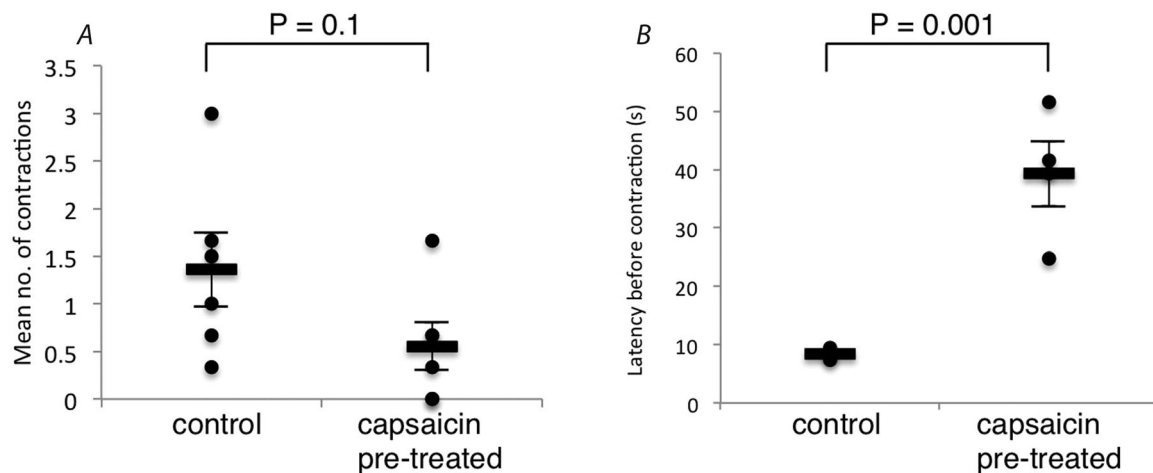 A
P = 0.1
Mean no. of contractions
3.5
3
2.5
2
1.5
1
0.5
0
control
capsaicin
pre-treated
B
P = 0.001
Latency before contraction (s)
60
50
40
30
20
10
0
control
capsaicin
pre-treated